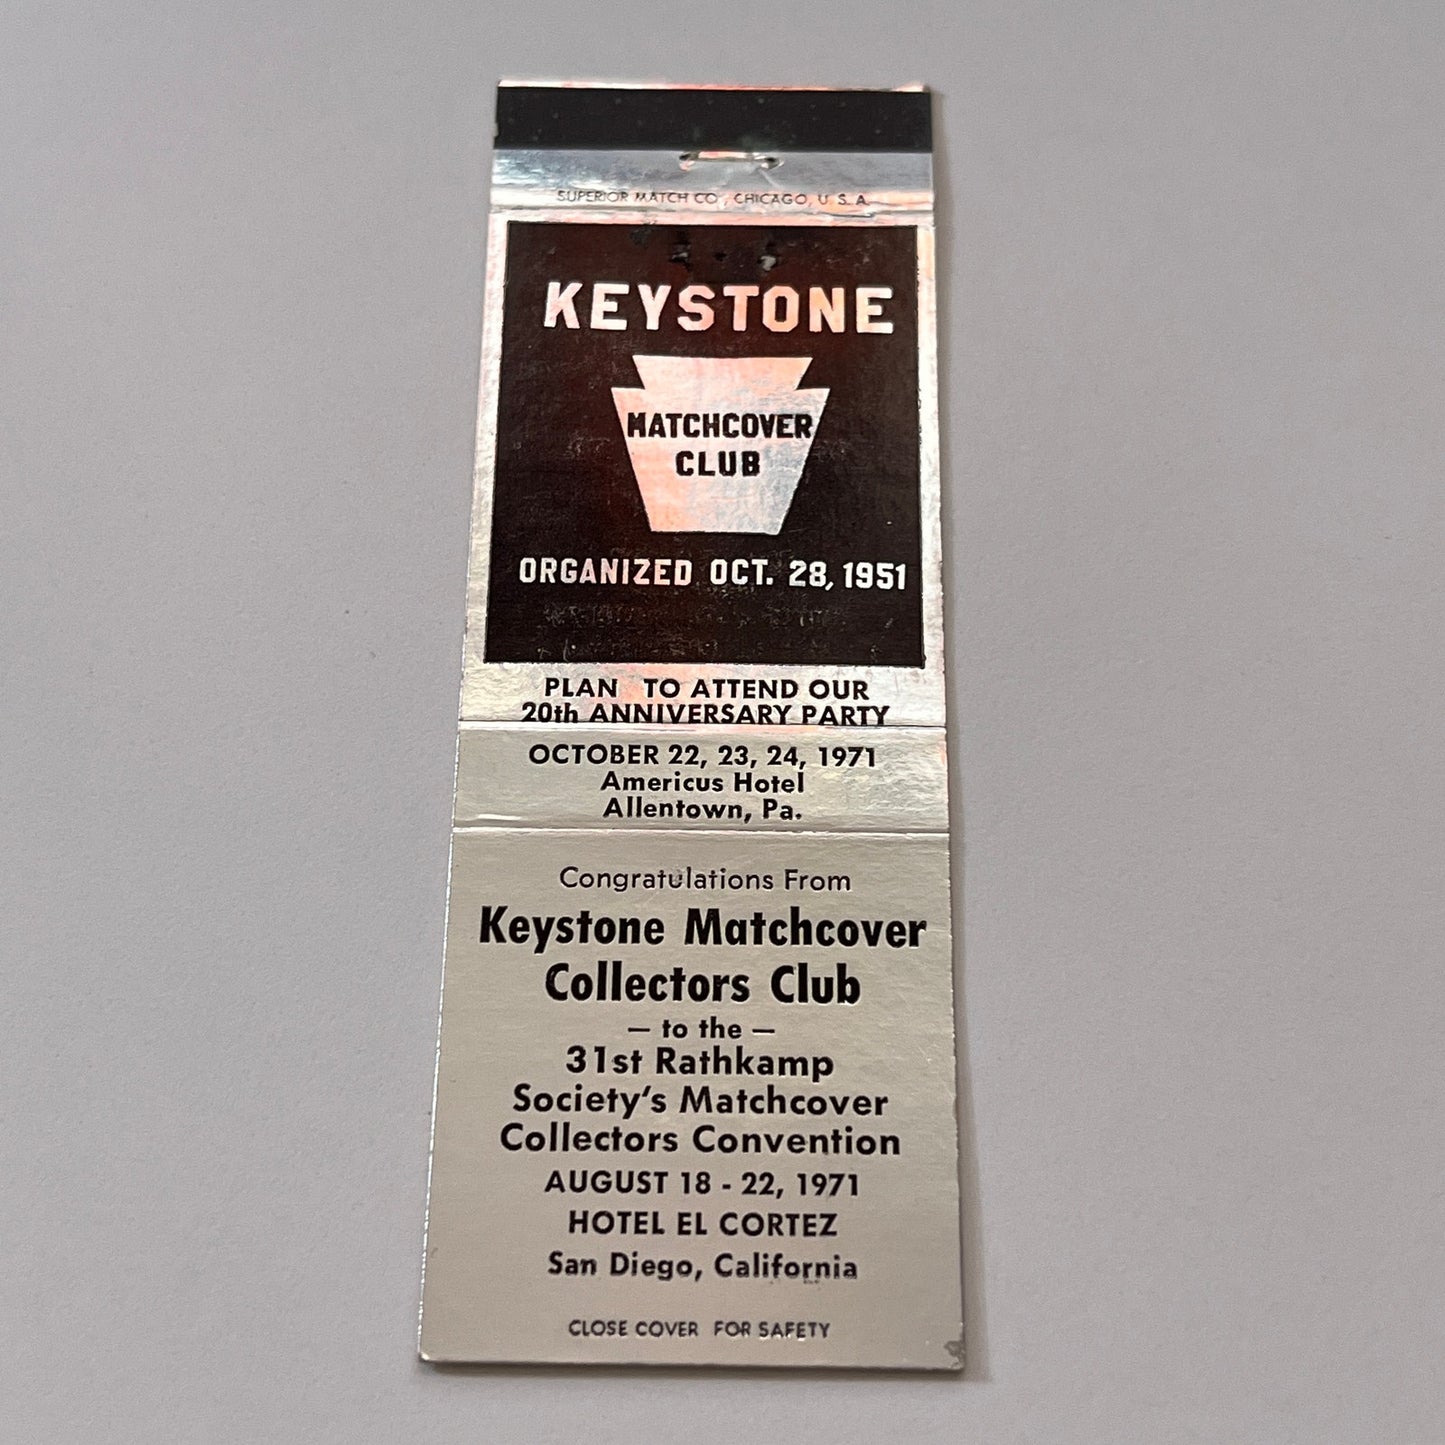 SUPERIOR MATCH CO., CHICAGO, U. S. A.
KEYSTONE
MATCHCOVER
CLUB
ORGANIZED OCT. 28, 1951
PLAN TO ATTEND OUR
20th ANNIVERSARY PARTY
OCTOBER 22, 23, 24, 1971
Americus Hotel
Allentown, Pa.
Congratulations From
Keystone Matchcover
Collectors Club
— to the —
31st Rathkamp
Society's Matchcover
Collectors Convention
AUGUST 18 - 22, 1971
HOTEL EL CORTEZ
San Diego, California
CLOSE COVER FOR SAFETY